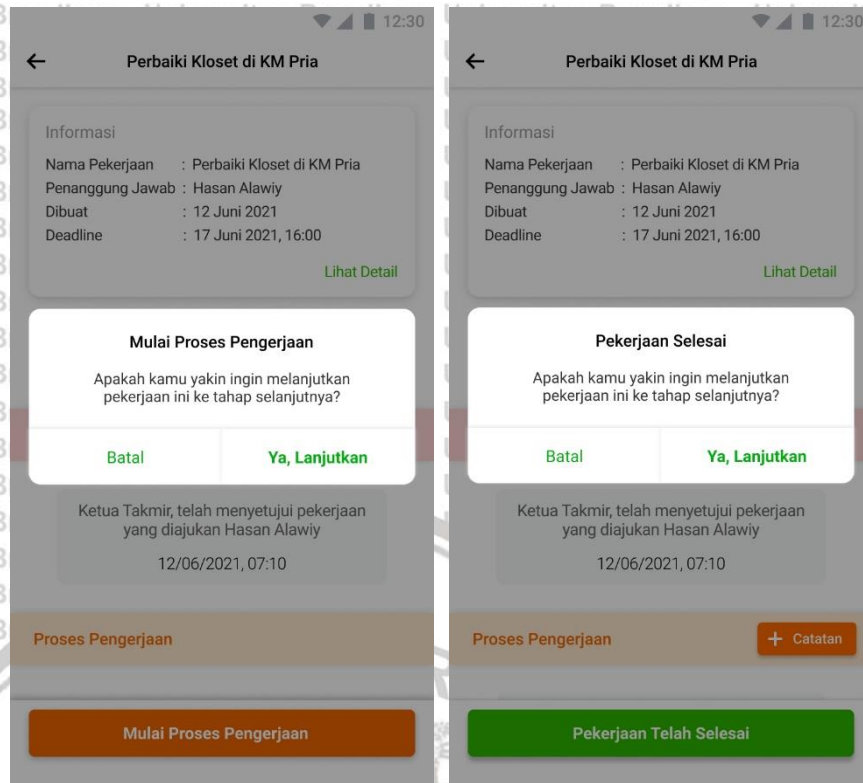 12:30
Perbaiki Kloset di KM Pria
Informasi
Nama Pekerjaan : Perbaiki Kloset di KM Pria
Penanggung Jawab : Hasan Alawiy
Dibuat : 12 Juni 2021
Deadline : 17 Juni 2021, 16:00
Lihat Detail
Mulai Proses Pengerjaan
Apakah kamu yakin ingin melanjutkan
pekerjaan ini ke tahap selanjutnya?
Batal Ya, Lanjutkan
Ketua Takmir, telah menyetujui pekerjaan
yang diajukan Hasan Alawiy
12/06/2021, 07:10
Proses Pengerjaan
Mulai Proses Pengerjaan
12:30
Perbaiki Kloset di KM Pria
Informasi
Nama Pekerjaan : Perbaiki Kloset di KM Pria
Penanggung Jawab : Hasan Alawiy
Dibuat : 12 Juni 2021
Deadline : 17 Juni 2021, 16:00
Lihat Detail
Pekerjaan Selesai
Apakah kamu yakin ingin melanjutkan
pekerjaan ini ke tahap selanjutnya?
Batal Ya, Lanjutkan
Ketua Takmir, telah menyetujui pekerjaan
yang diajukan Hasan Alawiy
12/06/2021, 07:10
Proses Pengerjaan + Catatan
Pekerjaan Telah Selesai